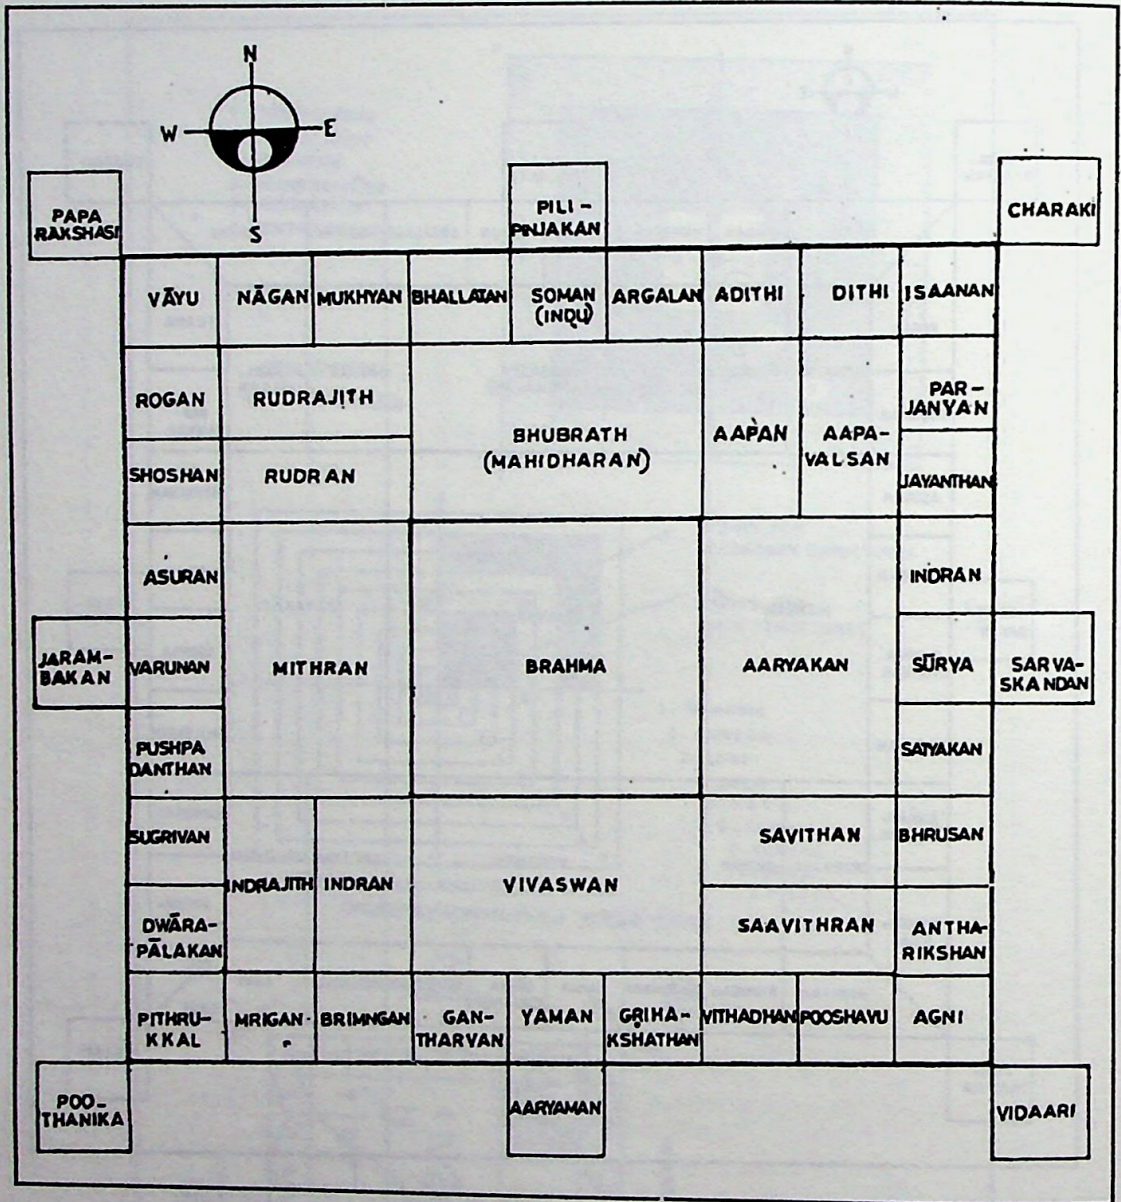 N
W E
S
PAPA
RAKSHASI
PILI-
PINJAKAN
CHARAKI
VĀYU
NĀGAN
MUKHYAN
BHALLATAN
SOMAN
(INDU)
ARGALAN
ADITHI
DITHI
ISAANAN
ROGAN
RUDRAJITH
BHUBRATH
(MAHIDHARAN)
AAPAN
AAPA-
VALSAN
PAR-
JANYAN
SHOSHAN
RUDRAN
JAYANTHAN
ASURAN
INDRAN
JARAM-
BAKAN
VARUNAN
MITHRAN
BRAHMA
AARYAKAN
SŪRYA
SARVA-
SKANDAN
PUSHPA
DANTHAN
SATYAKAN
SUGRIVAN
INDRAJITH
INDRAN
VIVASWAN
SAVITHAN
BHRUSAN
DWĀRA-
PĀLAKAN
SAAVITHRAN
ANTHA-
RIKSHAN
PITHRU-
KKAL
MRIGAN
BRIMNGAN
GAN-
THARVAN
YAMAN
GRIHA-
KSHATHAN
VITHADHAN
POOSHAVU
AGNI
POO-
THANIKA
AARYAMAN
VIDAARI